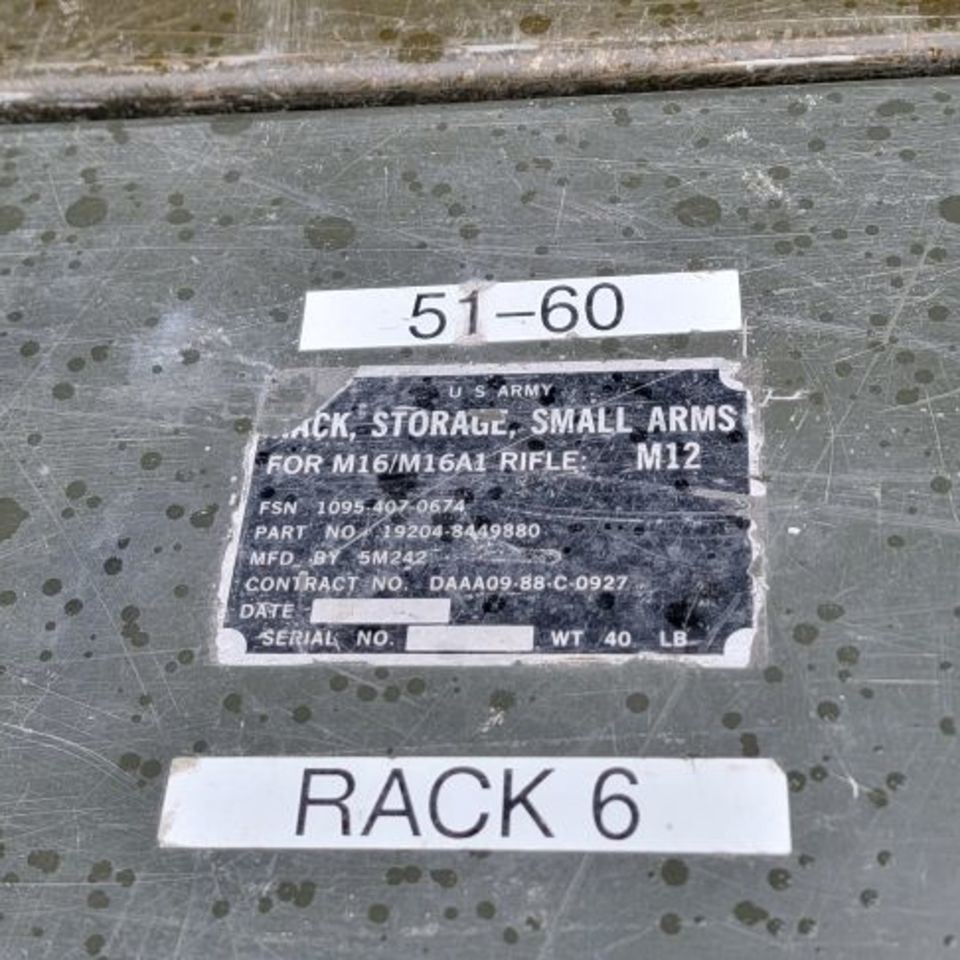 51–60
U S ARMY
RACK, STORAGE, SMALL ARMS
FOR M16/M16A1 RIFLE: M12
FSN 1095-407-0674
PART NO. 19204-8449880
MFD BY 5M242
CONTRACT NO. DAAA09-88-C-0927
DATE
SERIAL NO. WT 40 LB
RACK 6